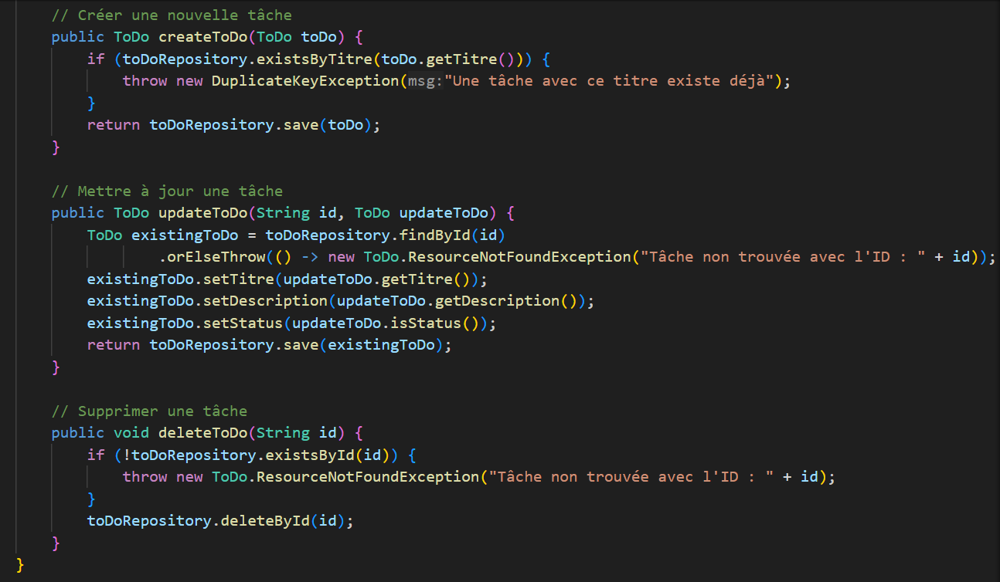 // Créer une nouvelle tâche
public ToDo createToDo(ToDo toDo) {
if (toDoRepository.existsByTitre(toDo.getTitre())) {
throw new DuplicateKeyException(msg:"Une tâche avec ce titre existe déjà");
}
return toDoRepository.save(toDo);
}
// Mettre à jour une tâche
public ToDo updateToDo(String id, ToDo updateToDo) {
ToDo existingToDo = toDoRepository.findById(id)
.orElseThrow(() -> new ToDo.ResourceNotFoundException("Tâche non trouvée avec l'ID : " + id));
existingToDo.setTitre(updateToDo.getTitre());
existingToDo.setDescription(updateToDo.getDescription());
existingToDo.setStatus(updateToDo.isStatus());
return toDoRepository.save(existingToDo);
}
// Supprimer une tâche
public void deleteToDo(String id) {
if (!toDoRepository.existsById(id)) {
throw new ToDo.ResourceNotFoundException("Tâche non trouvée avec l'ID : " + id);
}
toDoRepository.deleteById(id);
}
}